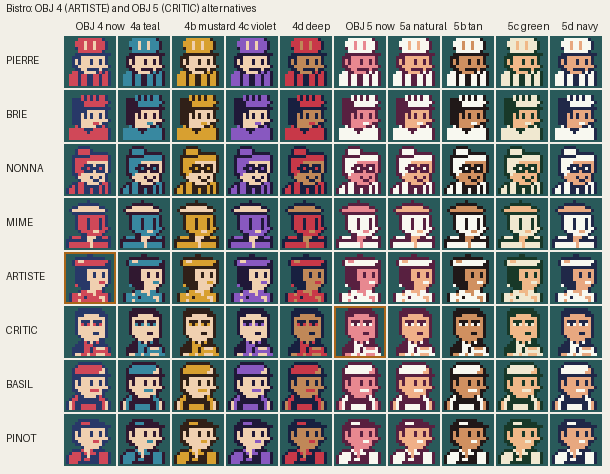 Bistro: OBJ 4 (ARTISTE) and OBJ 5 (CRITIC) alternatives
OBJ 4 now 4a teal 4b mustard 4c violet 4d deep OBJ 5 now 5a natural 5b tan 5c green 5d navy
PIERRE
BRIE
NONNA
MIME
ARTISTE
CRITIC
BASIL
PINOT